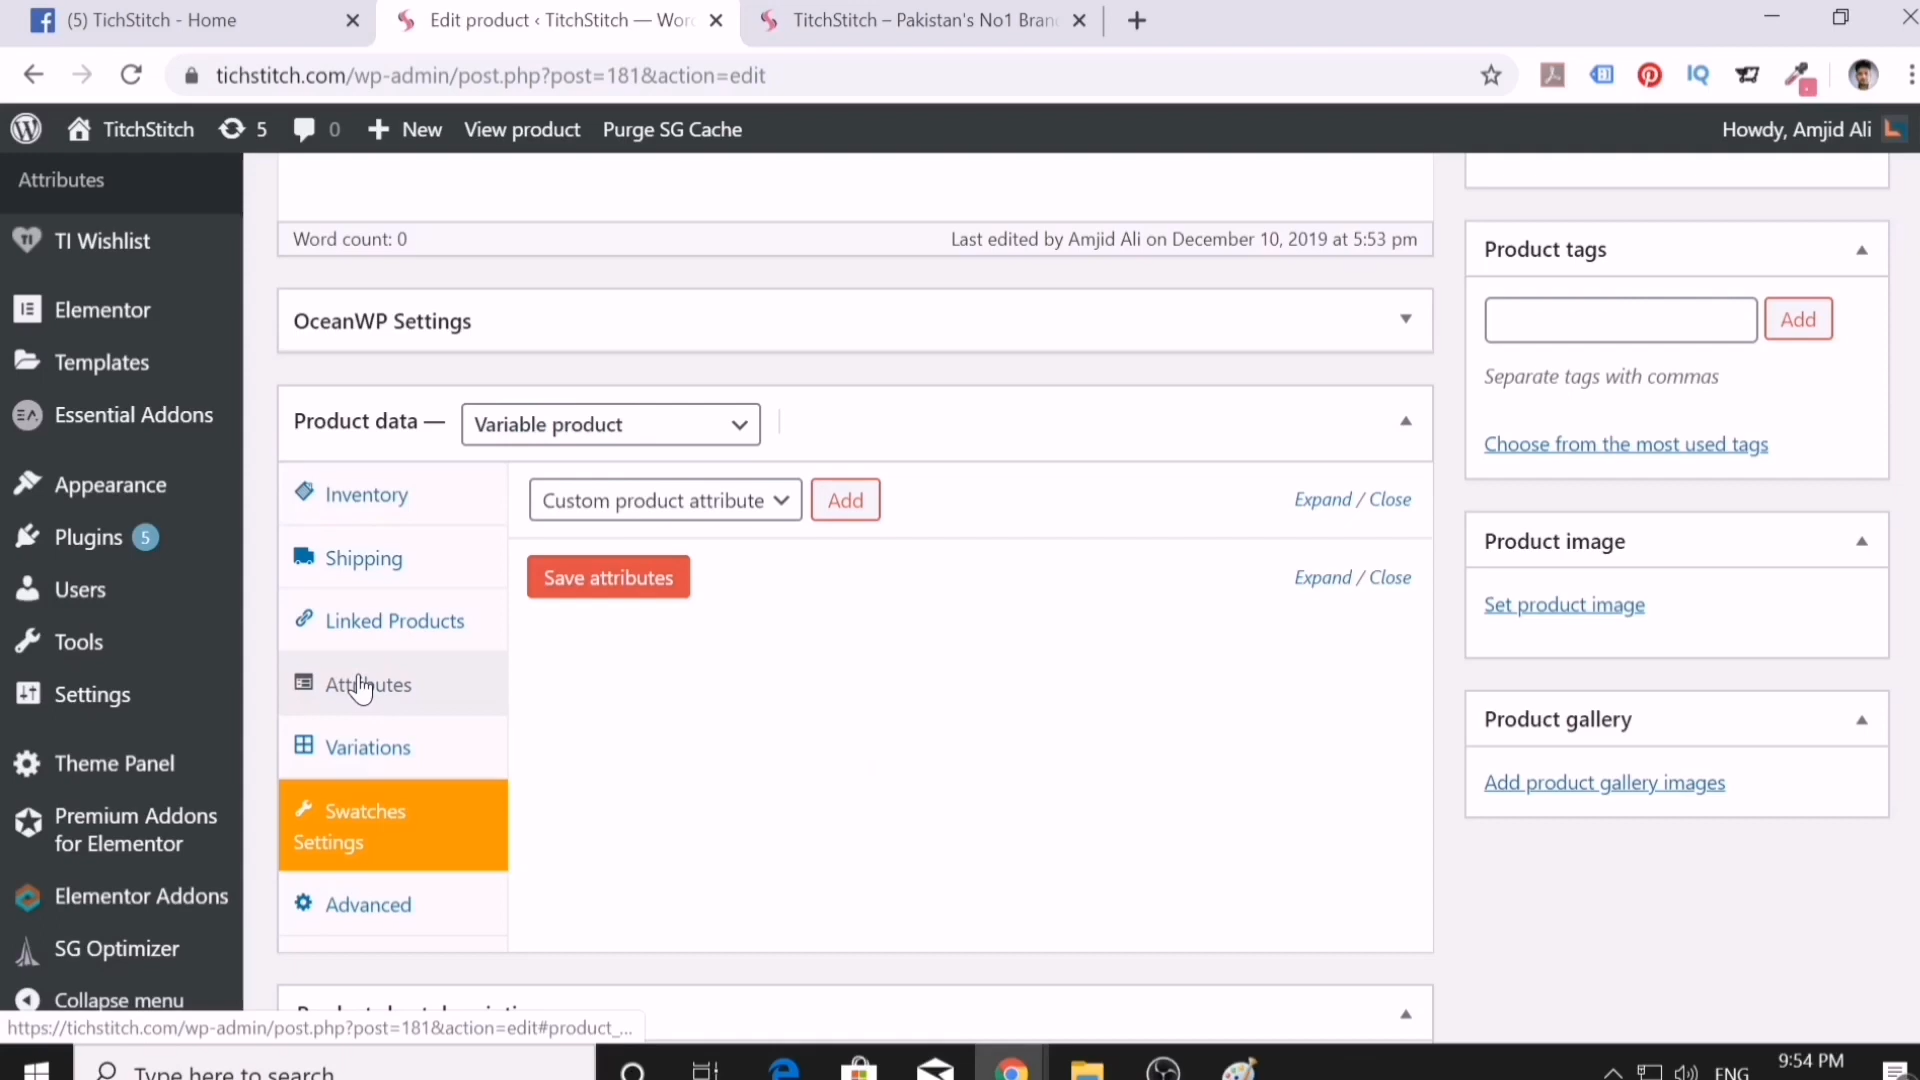 (5) TichStitch - Home
Edit product ‹ TitchStitch — Wor
TitchStitch – Pakistan's No1 Bran
tichstitch.com/wp-admin/post.php?post=181&action=edit
TitchStitch 5 0 New View product Purge SG Cache
Howdy, Amjid Ali
Attributes
TI Wishlist
Elementor
Templates
Essential Addons
Appearance
Plugins 5
Users
Tools
Settings
Theme Panel
Premium Addons
for Elementor
Elementor Addons
SG Optimizer
Collapse menu
Word count: 0
Last edited by Amjid Ali on December 10, 2019 at 5:53 pm
OceanWP Settings
Product data — Variable product
Inventory
Shipping
Linked Products
Attributes
Variations
Swatches
Settings
Advanced
Custom product attribute Add
Expand / Close
Save attributes
Expand / Close
Product tags
Add
Separate tags with commas
Choose from the most used tags
Product image
Set product image
Product gallery
Add product gallery images
https://tichstitch.com/wp-admin/post.php?post=181&action=edit#product_...
Type here to search
ENG
9:54 PM